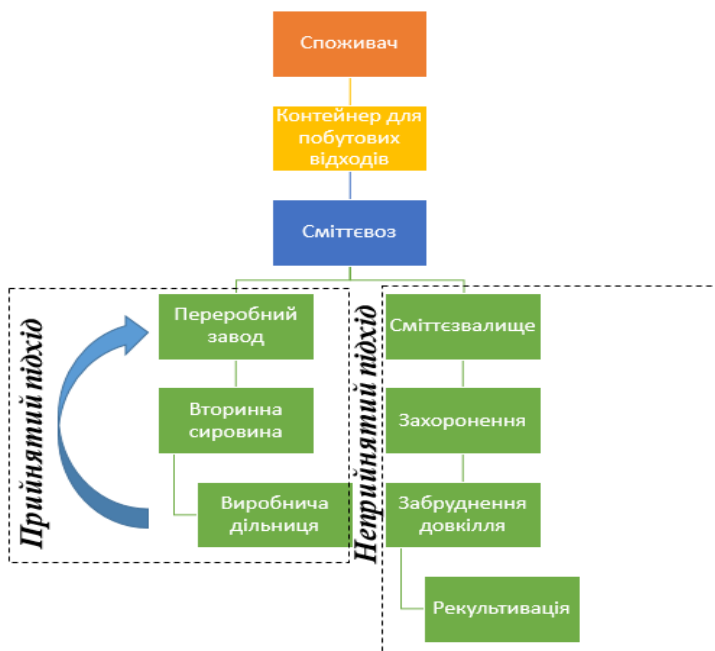 Споживач
Контейнер для
побутових
відходів
Сміттєвоз
Прийнятий підхід
Переробний
завод
Вторинна
сировина
Виробнича
дільниця
Неприйнятий підхід
Сміттєзвалище
Захоронення
Забруднення
довкілля
Рекультивація